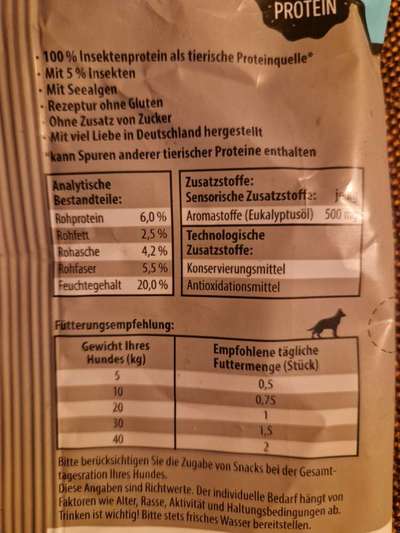 PROTEIN
· 100 % Insektenprotein als tierische Proteinquelle*
· Mit 5 % Insekten
· Mit Seealgen
· Rezeptur ohne Gluten
· Ohne Zusatz von Zucker
· Mit viel Liebe in Deutschland hergestellt
*kann Spuren anderer tierischer Proteine enthalten
Analytische
Bestandteile:
Rohprotein 6,0 %
Rohfett 2,5 %
Rohasche 4,2 %
Rohfaser 5,5 %
Feuchtegehalt 20,0 %
Zusatzstoffe:
Sensorische Zusatzstoffe:
Aromastoffe (Eukalyptusöl) 500
Technologische
Zusatzstoffe:
Konservierungsmittel
Antioxidationsmittel
Fütterungsempfehlung:
Gewicht Ihres
Hundes (kg)
Empfohlene tägliche
Futtermenge (Stück)
5 0,5
10 0,75
20 1
30 1,5
40 2
Bitte berücksichtigen Sie die Zugabe von Snacks bei der Gesamt-
tagesration Ihres Hundes.
Diese Angaben sind Richtwerte. Der individuelle Bedarf hängt von
Faktoren wie Alter, Rasse, Aktivität und Haltungsbedingungen ab.
Trinken ist wichtig! Bitte stets frisches Wasser bereitstellen.